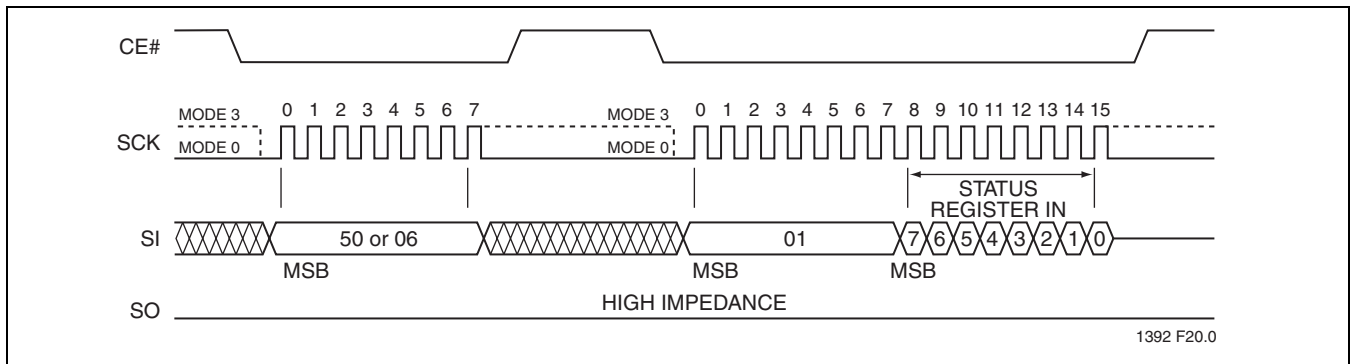 CE#
MODE 3 0 1 2 3 4 5 6 7 MODE 3 0 1 2 3 4 5 6 7 8 9 10 11 12 13 14 15
SCK MODE 0 MODE 0
STATUS
REGISTER IN
SI 50 or 06 01 7 6 5 4 3 2 1 0
MSB MSB MSB
HIGH IMPEDANCE
SO
1392 F20.0